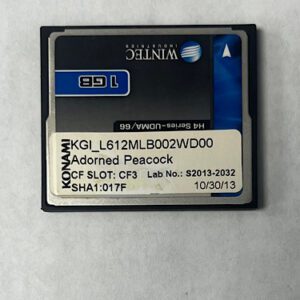 WINTEC
INDUSTRIES
1 GB
H4 Series-UDMA/66
KONAMI
KGI_L612MLB002WD00
Adorned Peacock
CF SLOT: CF3 Lab No.: S2013-2032
SHA1:017F 10/30/13